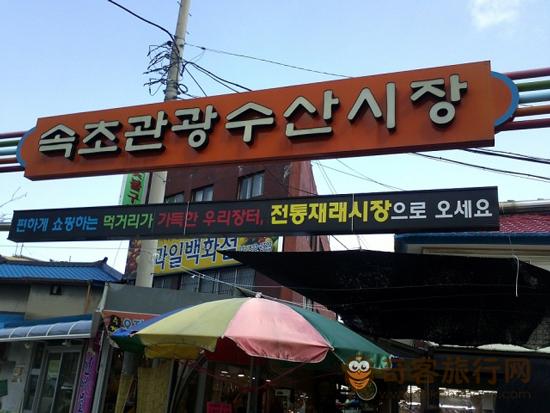 속초관광수산시장
편하게 쇼핑하는 먹거리가 가득한 우리장터, 전통재래시장으로 오세요
과일백화점
奇客旅行网